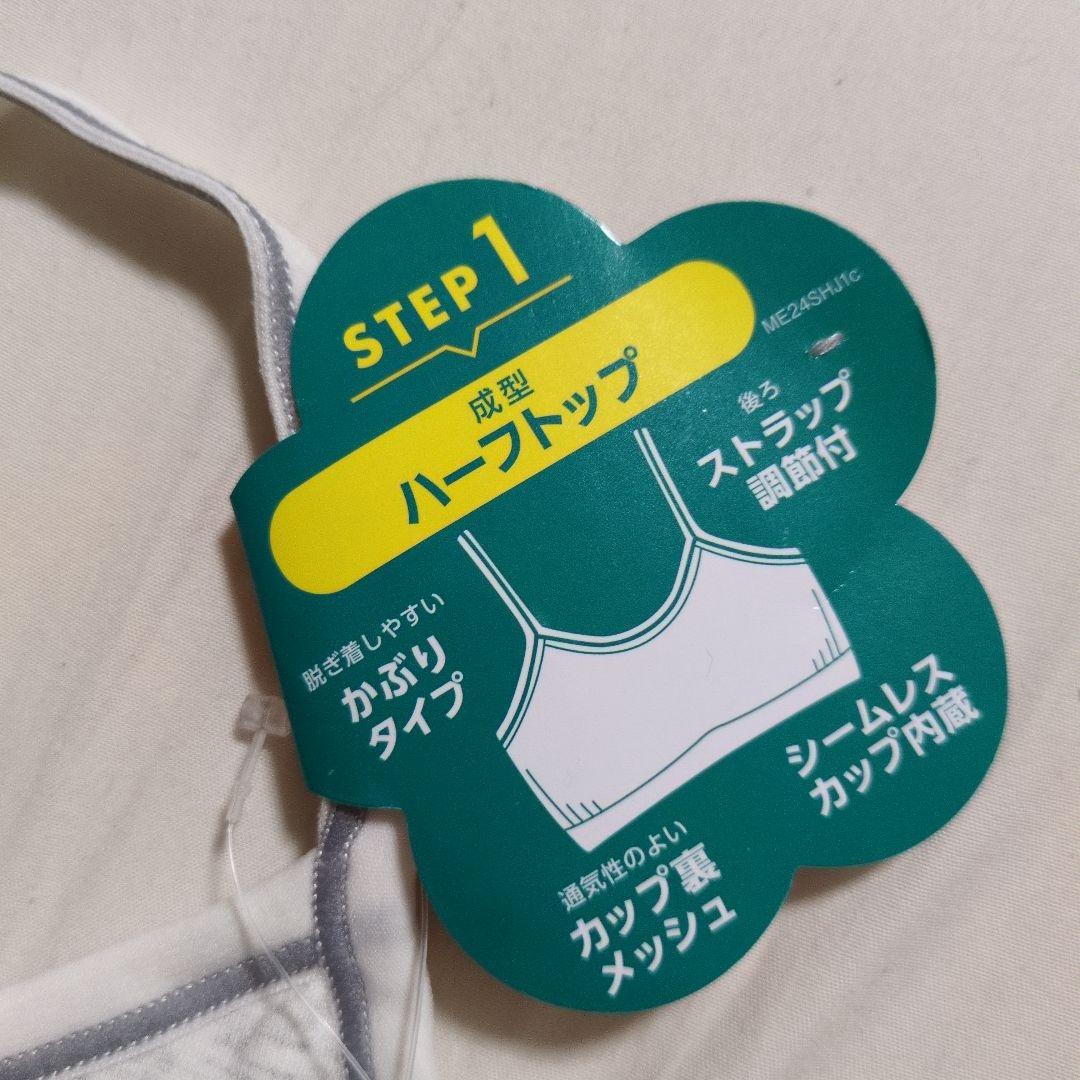 STEP 1
成型
ハーフトップ
ME24SHJ1c
後ろ
ストラップ
調節付
脱ぎ着しやすい
かぶり
タイプ
シームレス
カップ内蔵
通気性のよい
カップ裏
メッシュ